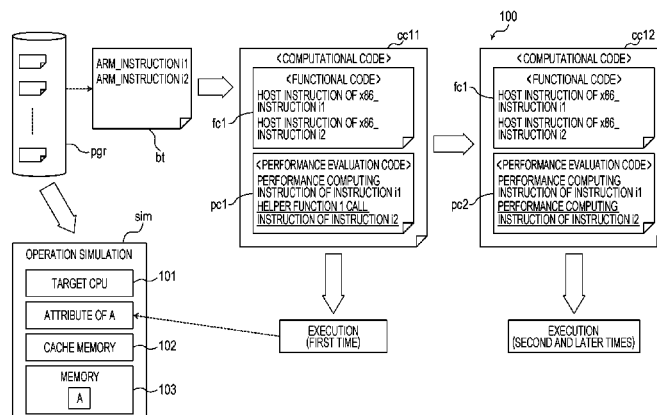 100
cc11
cc12
<COMPUTATIONAL CODE>
<FUNCTIONAL CODE>
HOST INSTRUCTION OF x86_
INSTRUCTION i1
HOST INSTRUCTION OF x86_
INSTRUCTION i2
fc1
<PERFORMANCE EVALUATION CODE>
PERFORMANCE COMPUTING
INSTRUCTION OF INSTRUCTION i1
HELPER FUNCTION 1 CALL
INSTRUCTION OF INSTRUCTION i2
pc1
<COMPUTATIONAL CODE>
<FUNCTIONAL CODE>
HOST INSTRUCTION OF x86_
INSTRUCTION i1
HOST INSTRUCTION OF x86_
INSTRUCTION i2
fc1
<PERFORMANCE EVALUATION CODE>
PERFORMANCE COMPUTING
INSTRUCTION OF INSTRUCTION i1
PERFORMANCE COMPUTING
INSTRUCTION OF INSTRUCTION i2
pc2
ARM_INSTRUCTION i1
ARM_INSTRUCTION i2
bt
pgr
sim
OPERATION SIMULATION
TARGET CPU
101
ATTRIBUTE OF A
CACHE MEMORY
102
MEMORY
A
103
EXECUTION
(FIRST TIME)
EXECUTION
(SECOND AND LATER TIMES)